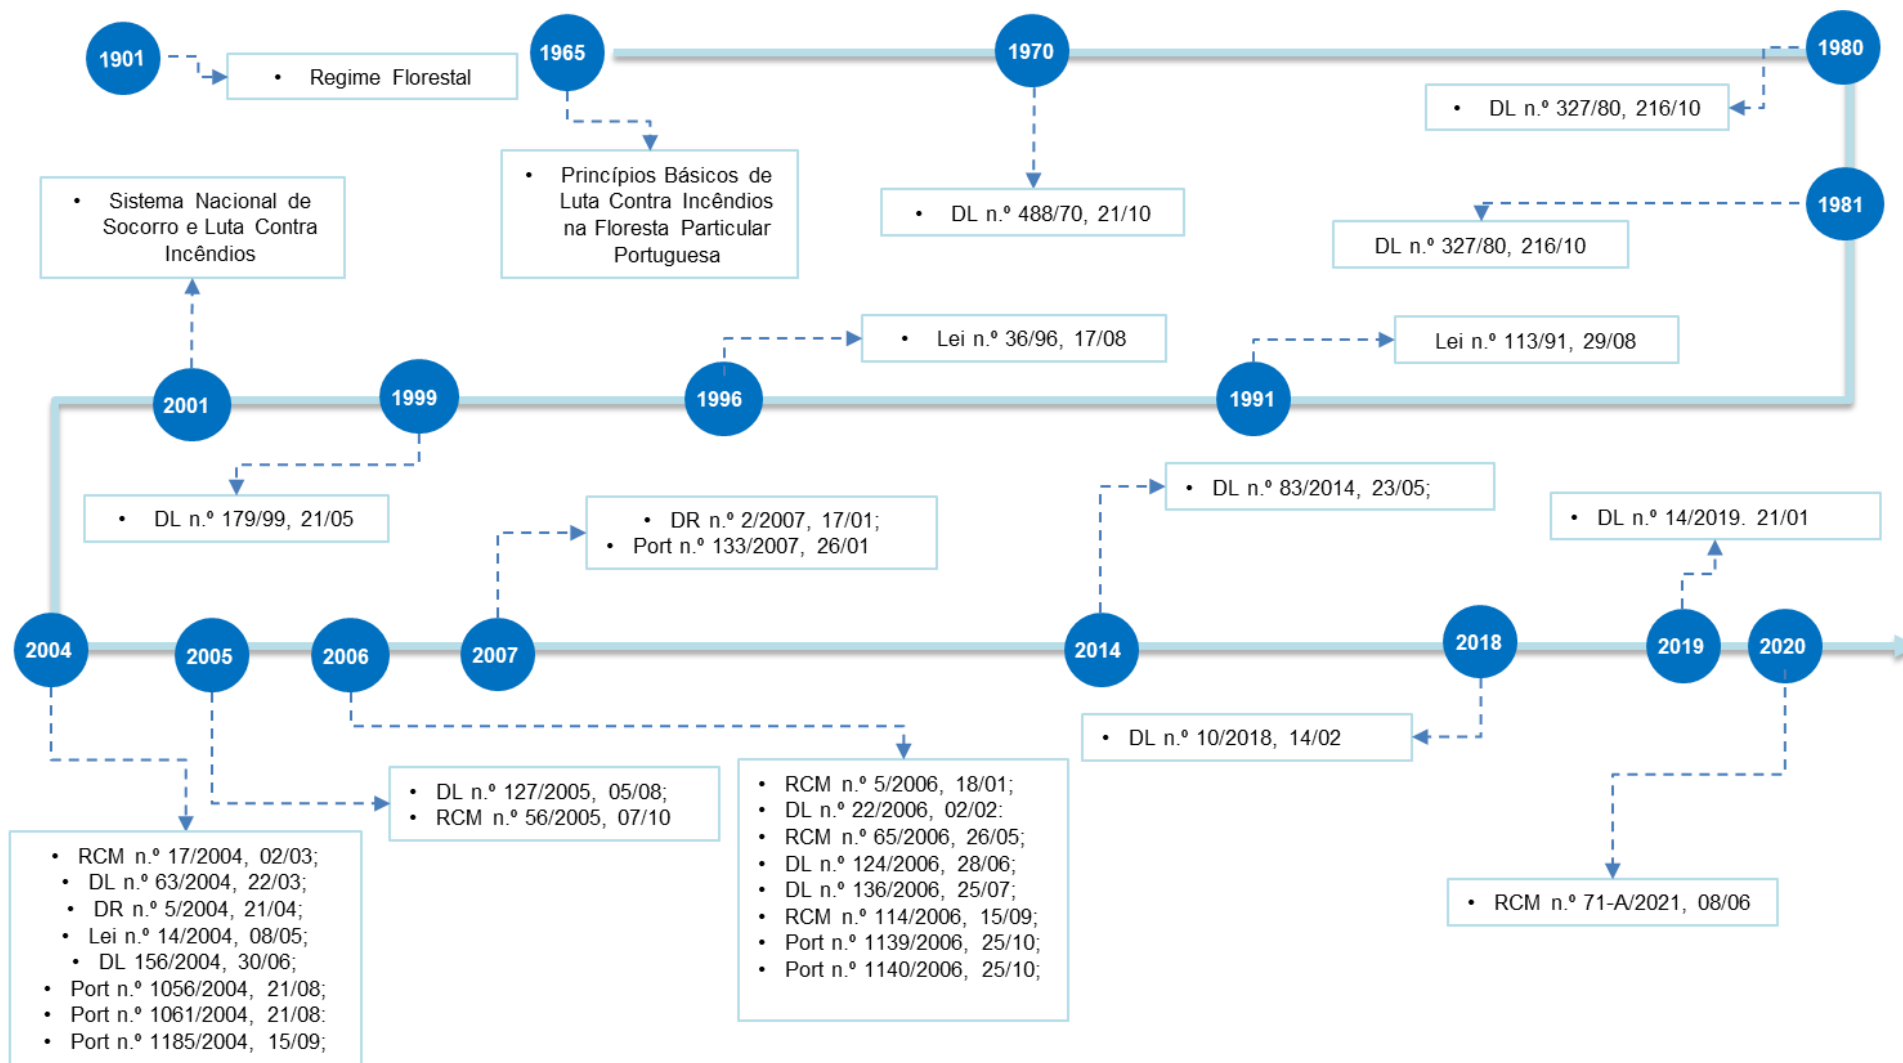 1901
• Regime Florestal
1965
• Princípios Básicos de
Luta Contra Incêndios
na Floresta Particular
Portuguesa
1970
• DL n.º 488/70, 21/10
1980
• DL n.º 327/80, 216/10
1981
DL n.º 327/80, 216/10
1991
Lei n.º 113/91, 29/08
1996
• Lei n.º 36/96, 17/08
1999
• DL n.º 179/99, 21/05
2001
• Sistema Nacional de
Socorro e Luta Contra
Incêndios
2004
• RCM n.º 17/2004, 02/03;
• DL n.º 63/2004, 22/03;
• DR n.º 5/2004, 21/04;
• Lei n.º 14/2004, 08/05;
• DL 156/2004, 30/06;
• Port n.º 1056/2004, 21/08;
• Port n.º 1061/2004, 21/08:
• Port n.º 1185/2004, 15/09;
2005
• DL n.º 127/2005, 05/08;
• RCM n.º 56/2005, 07/10
2006
• RCM n.º 5/2006, 18/01;
• DL n.º 22/2006, 02/02:
• RCM n.º 65/2006, 26/05;
• DL n.º 124/2006, 28/06;
• DL n.º 136/2006, 25/07;
• RCM n.º 114/2006, 15/09;
• Port n.º 1139/2006, 25/10;
• Port n.º 1140/2006, 25/10;
2007
• DR n.º 2/2007, 17/01;
• Port n.º 133/2007, 26/01
2014
• DL n.º 83/2014, 23/05;
2018
• DL n.º 10/2018, 14/02
2019
• DL n.º 14/2019. 21/01
2020
• RCM n.º 71-A/2021, 08/06